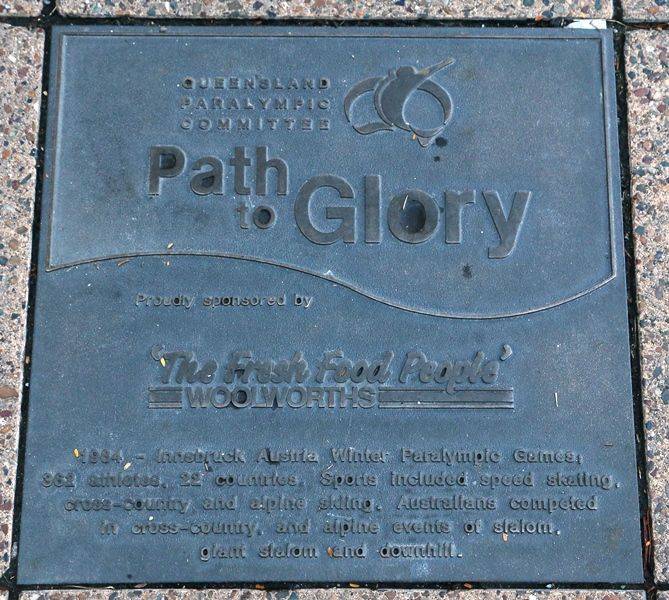 QUEENSLAND
PARALYMPIC
COMMITTEE
Path
to Glory
Proudly sponsored by
'The Fresh Food People'
WOOLWORTHS
1984 - Innsbruck Austria Winter Paralympic Games,
362 athletes, 22 countries. Sports included speed skating,
cross-country and alpine skiing. Australians competed
in cross-country, and alpine events of slalom,
giant slalom and downhill.